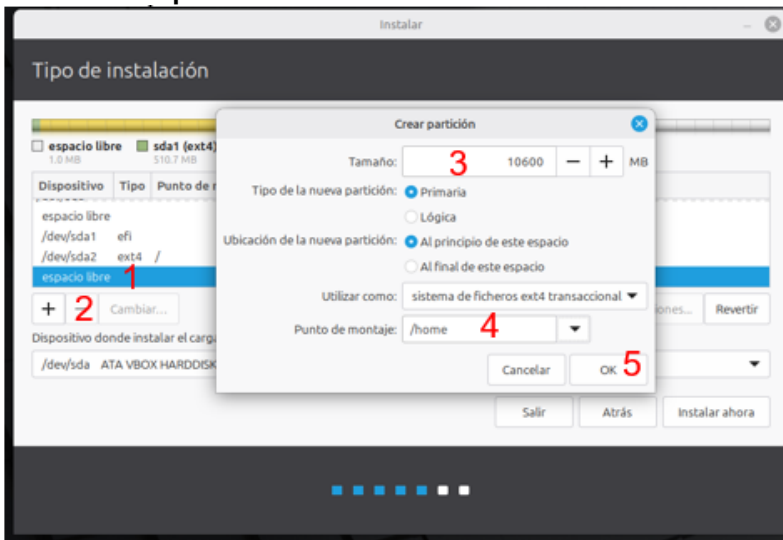 Instalar
Tipo de instalación
espacio libre sda1 (ext4)
1.0 MB 510.7 MB
Dispositivo Tipo Punto de
espacio libre
/dev/sda1 efi
/dev/sda2 ext4 /
espacio libre 1
+ 2 Cambiar... Revertir
Dispositivo donde instalar el carg
/dev/sda ATA VBOX HARDDISK
Salir Atrás Instalar ahora
Crear partición
Tamaño: 3 10600 − + MB
Tipo de la nueva partición: Primaria
Lógica
Ubicación de la nueva partición: Al principio de este espacio
Al final de este espacio
Utilizar como: sistema de ficheros ext4 transaccional
Punto de montaje: /home 4
Cancelar OK 5